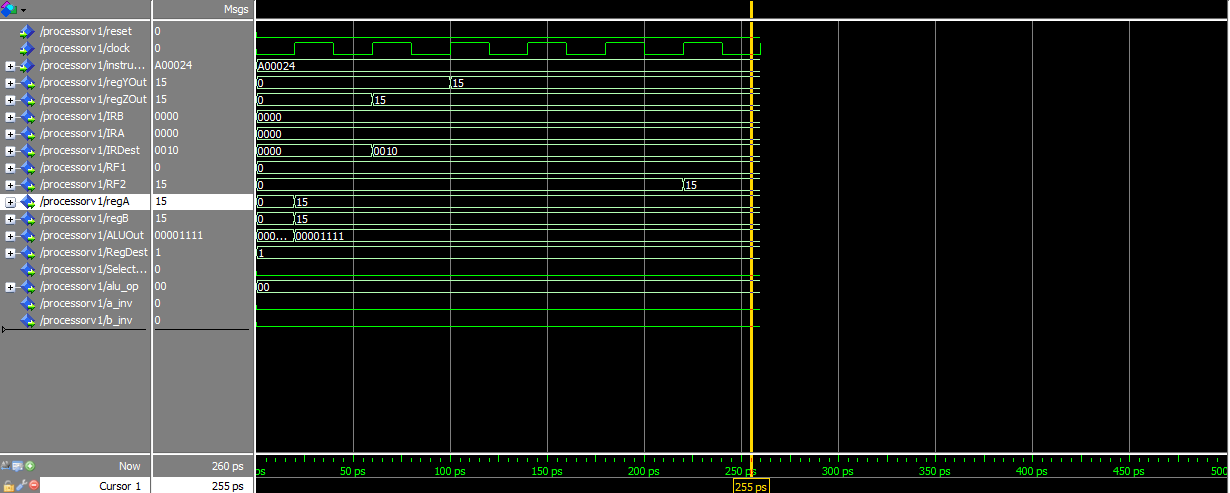 Msgs
/processorv1/reset 0
/processorv1/clock 0
/processorv1/instru... A00024 A00024
/processorv1/regYOut 15 0 15
/processorv1/regZOut 15 0 15
/processorv1/IRB 0000 0000
/processorv1/IRA 0000 0000
/processorv1/IRDest 0010 0000 0010
/processorv1/RF1 0 0
/processorv1/RF2 15 0 15
/processorv1/regA 15 0 15
/processorv1/regB 15 0 15
/processorv1/ALUOut 00001111 000... 00001111
/processorv1/RegDest 1 1
/processorv1/Select... 0
/processorv1/alu_op 00 00
/processorv1/a_inv 0
/processorv1/b_inv 0
Now 260 ps ps 50 ps 100 ps 150 ps 200 ps 250 ps 300 ps 350 ps 400 ps 450 ps 500
Cursor 1 255 ps 255 ps